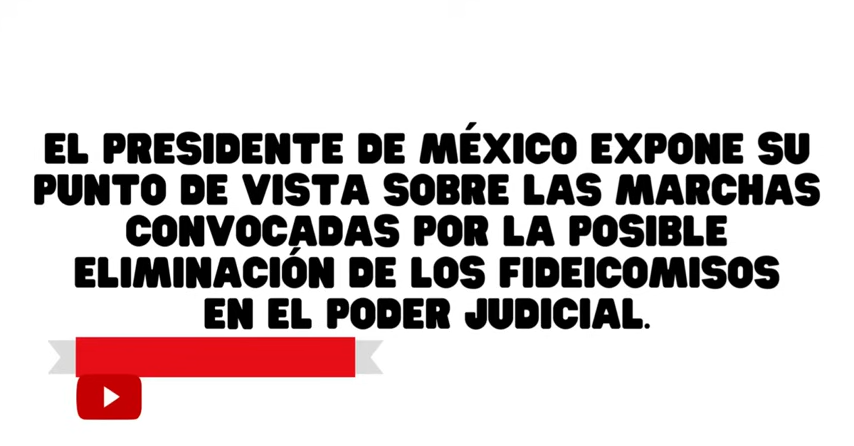 EL PRESIDENTE DE MÉXICO EXPONE SU
PUNTO DE VISTA SOBRE LAS MARCHAS
CONVOCADAS POR LA POSIBLE
ELIMINACIÓN DE LOS FIDEICOMISOS
EN EL PODER JUDICIAL.